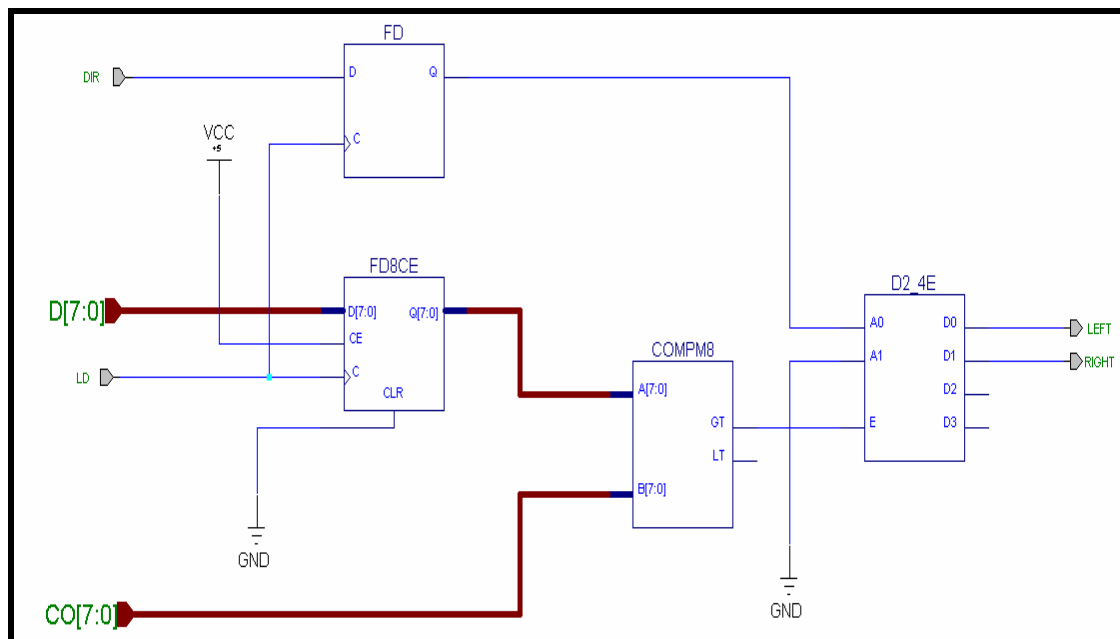 FD
DIR
D
Q
C
VCC
+5
FD8CE
D[7:0]
D[7:0]
Q[7:0]
CE
LD
C
CLR
GND
COMPM8
A[7:0]
GT
LT
B[7:0]
D2_4E
A0
D0
LEFT
A1
D1
RIGHT
D2
E
D3
GND
CO[7:0]